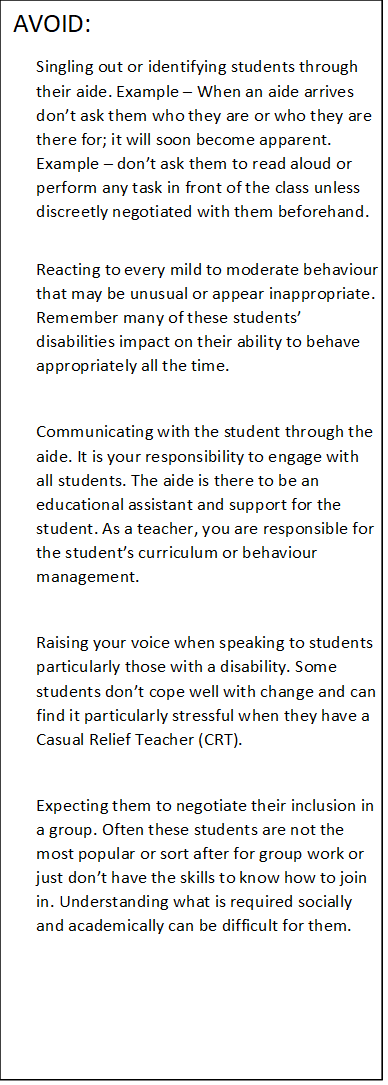 AVOID:
Singling out or identifying students through
their aide. Example – When an aide arrives
don’t ask them who they are or who they are
there for; it will soon become apparent.
Example – don’t ask them to read aloud or
perform any task in front of the class unless
discreetly negotiated with them beforehand.
Reacting to every mild to moderate behaviour
that may be unusual or appear inappropriate.
Remember many of these students’
disabilities impact on their ability to behave
appropriately all the time.
Communicating with the student through the
aide. It is your responsibility to engage with
all students. The aide is there to be an
educational assistant and support for the
student. As a teacher, you are responsible for
the student’s curriculum or behaviour
management.
Raising your voice when speaking to students
particularly those with a disability. Some
students don’t cope well with change and can
find it particularly stressful when they have a
Casual Relief Teacher (CRT).
Expecting them to negotiate their inclusion in
a group. Often these students are not the
most popular or sort after for group work or
just don’t have the skills to know how to join
in. Understanding what is required socially
and academically can be difficult for them.